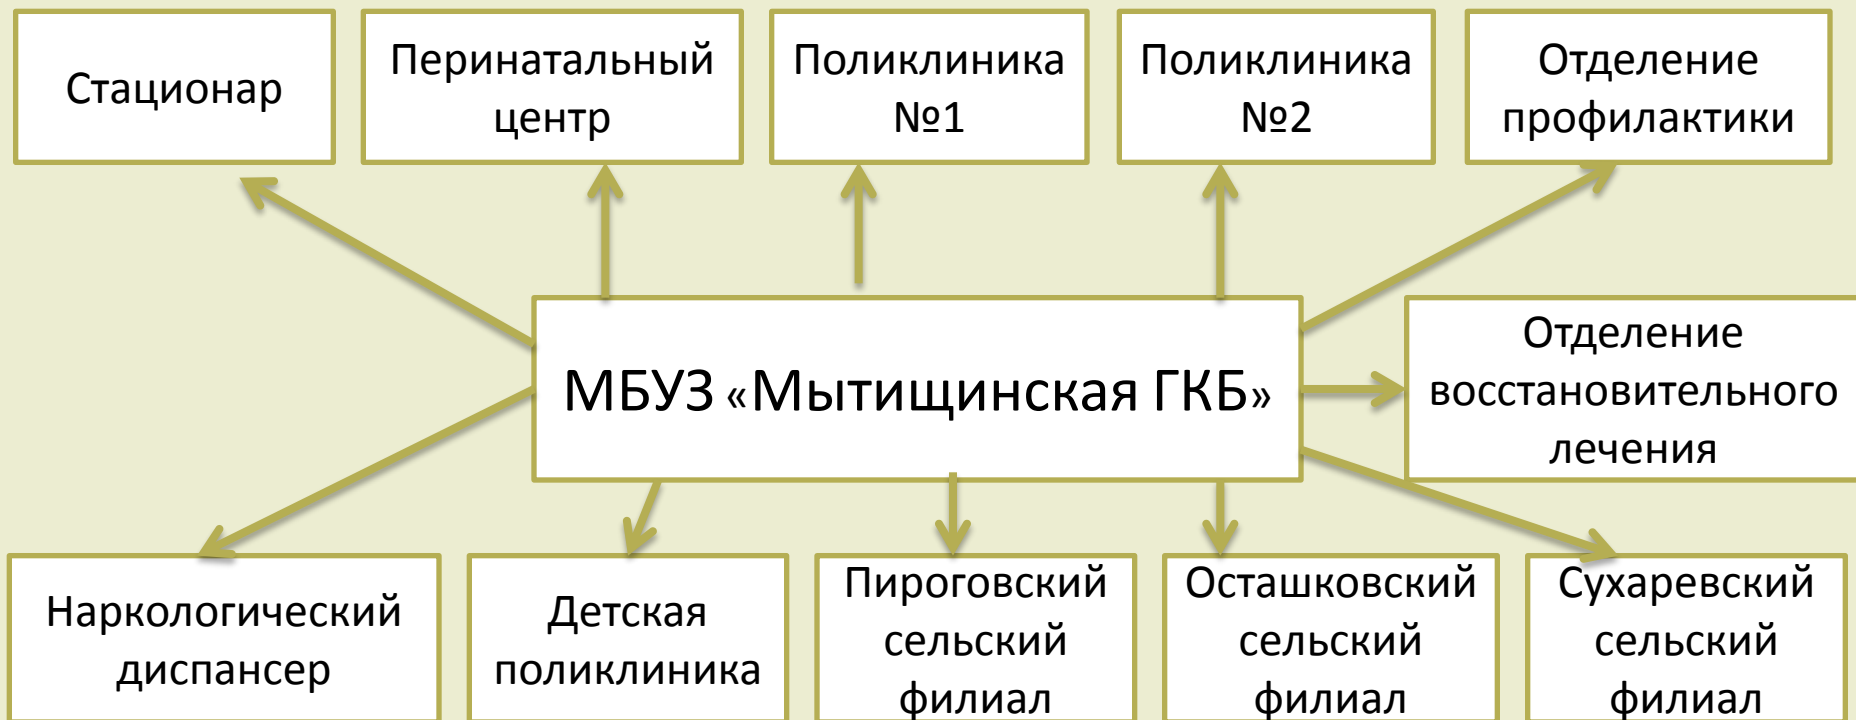 Стационар
Перинатальный
центр
Поликлиника
№1
Поликлиника
№2
Отделение
профилактики
МБУЗ «Мытищинская ГКБ»
Отделение
восстановительного
лечения
Наркологический
диспансер
Детская
поликлиника
Пироговский
сельский
филиал
Осташковский
сельский
филиал
Сухаревский
сельский
филиал